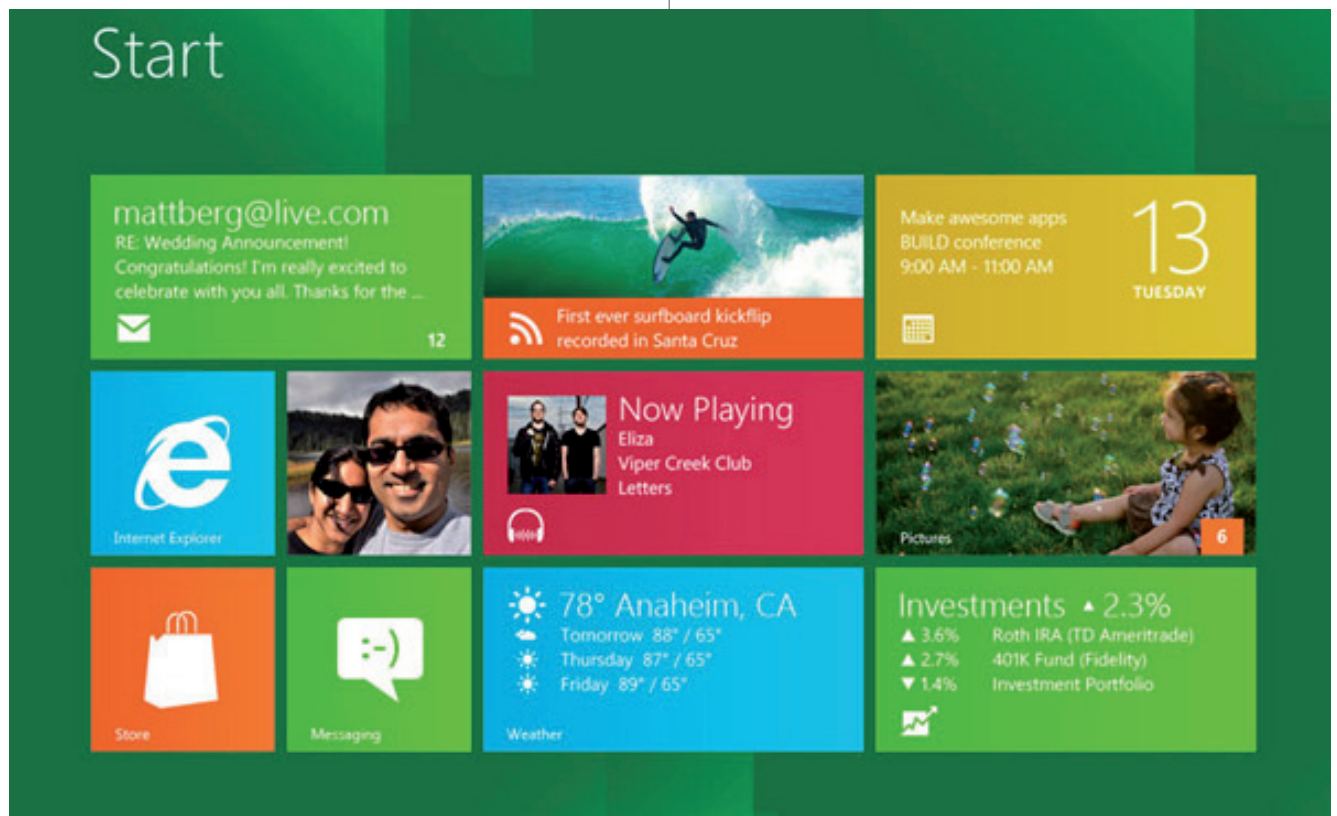 Start
mattberg@live.com
RE: Wedding Announcement!
Congratulations! I'm really excited to
celebrate with you all. Thanks for the ...
12
First ever surfboard kickflip
recorded in Santa Cruz
Make awesome apps
BUILD conference
9:00 AM - 11:00 AM
13
TUESDAY
Internet Explorer
Now Playing
Eliza
Viper Creek Club
Letters
Pictures
6
Store
:-)
Messaging
78° Anaheim, CA
Tomorrow 88° / 65°
Thursday 87° / 65°
Friday 89° / 65°
Weather
Investments ▲ 2.3%
▲ 3.6% Roth IRA (TD Ameritrade)
▲ 2.7% 401K Fund (Fidelity)
▼ 1.4% Investment Portfolio